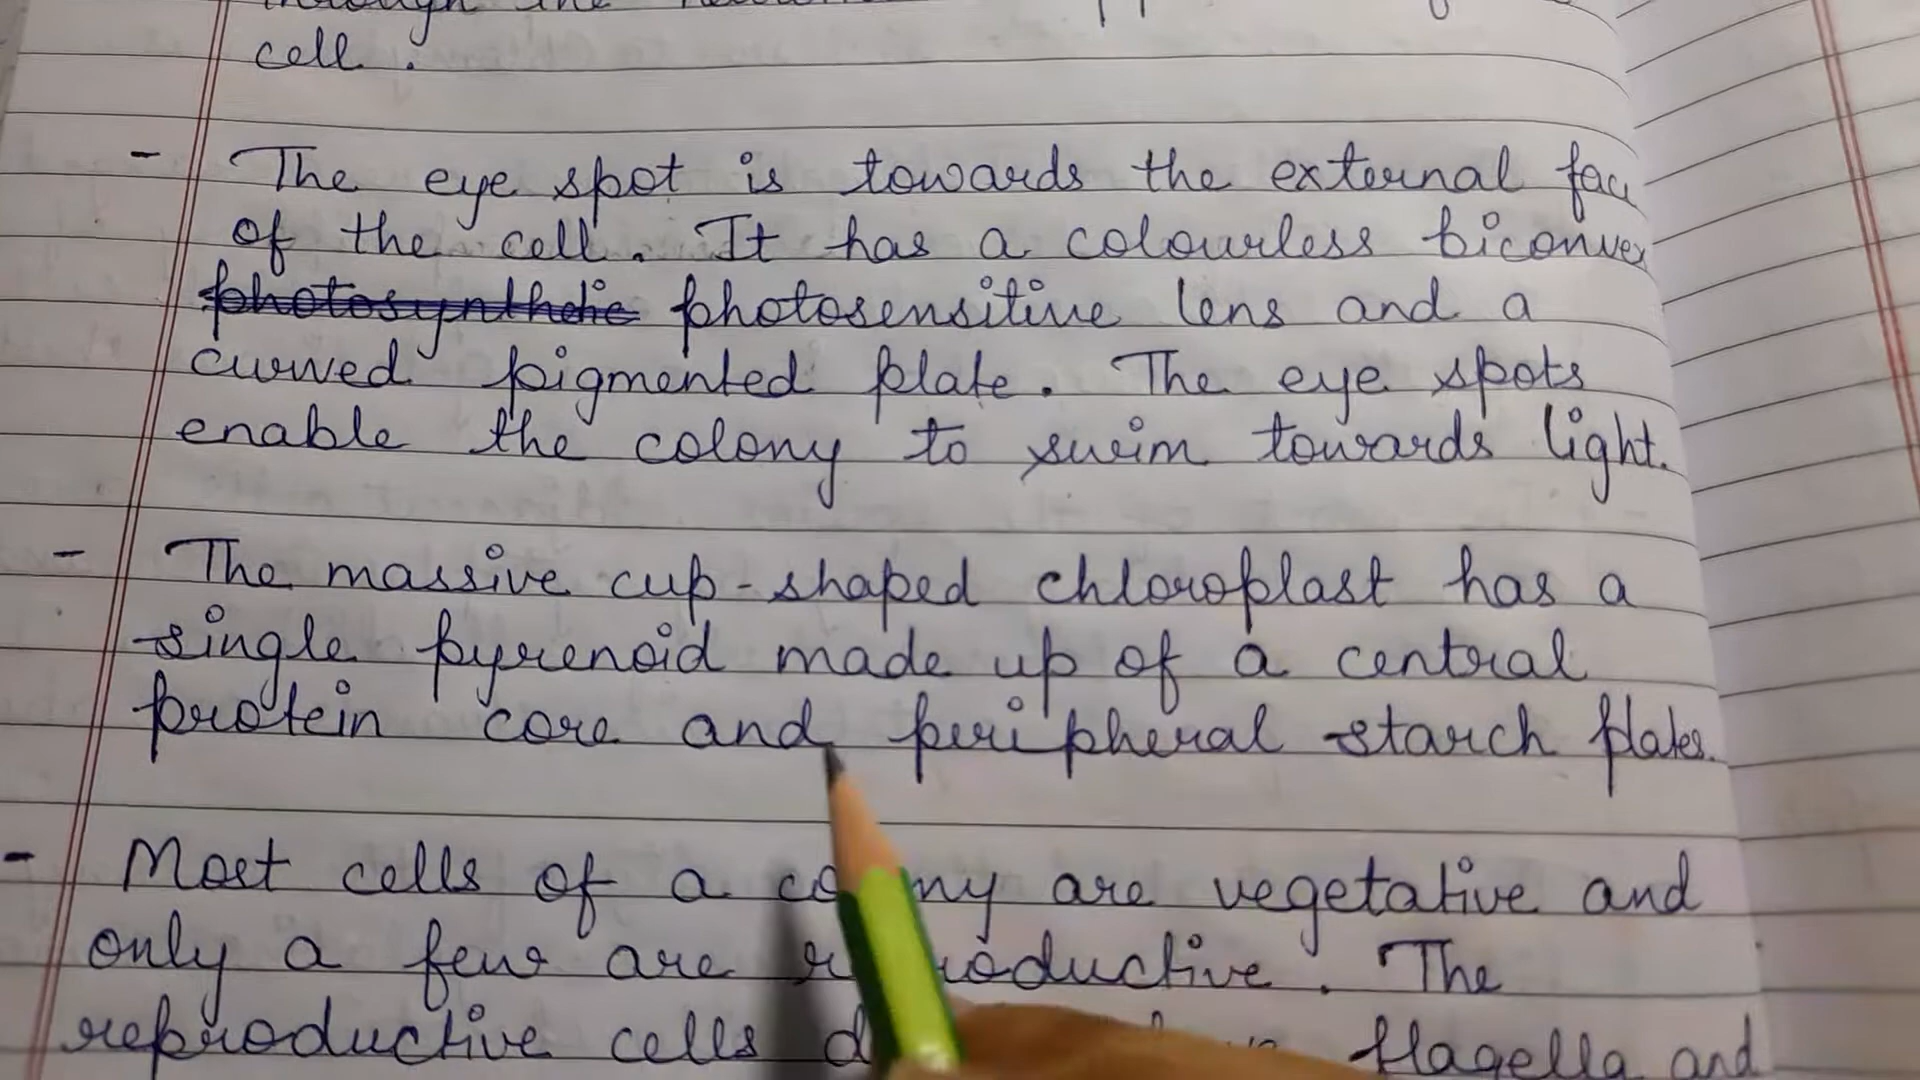 through the
cell.
- The eye spot is towards the external fac
of the cell. It has a colourless biconvex
photosynthetic photosensitive lens and a
curved pigmented plate. The eye spots
enable the colony to swim towards light.
- The massive cup-shaped chloroplast has a
single pyrenoid made up of a central
protein core and peripheral starch plates.
- Most cells of a colony are vegetative and
only a few are reproductive. The
reproductive cells flagella and